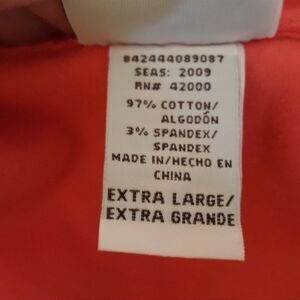 842444089087
SEAS: 2009
RN# 42000
97% COTTON/
ALGODÓN
3% SPANDEX/
SPANDEX
MADE IN/HECHO EN
CHINA
EXTRA LARGE/
EXTRA GRANDE